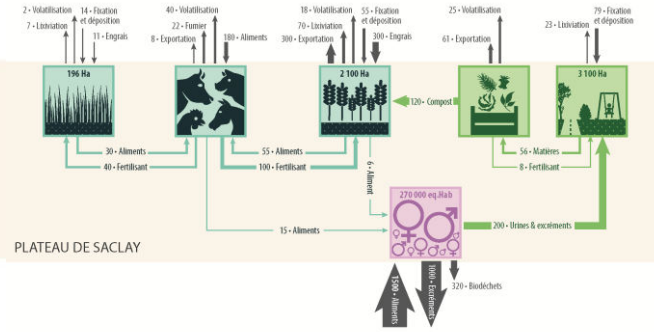 2 • Volatilisation
14 • Fixation
et déposition
7 • Lixiviation
11 • Engrais
40 • Volatilisation
22 • Fumier
8 • Exportation
180 • Aliments
18 • Volatilisation
55 • Fixation
et déposition
70 • Lixiviation
300 • Exportation
300 • Engrais
25 • Volatilisation
61 • Exportation
79 • Fixation
et déposition
23 • Lixiviation
196 Ha
2 100 Ha
3 100 Ha
120 • Compost
30 • Aliments
40 • Fertilisant
55 • Aliments
100 • Fertilisant
56 • Matières
8 • Fertilisant
6 • Aliment
270 000 eq.Hab
15 • Aliments
200 • Urines & excréments
PLATEAU DE SACLAY
1500 • Aliments
1000 • Excréments
320 • Biodéchets